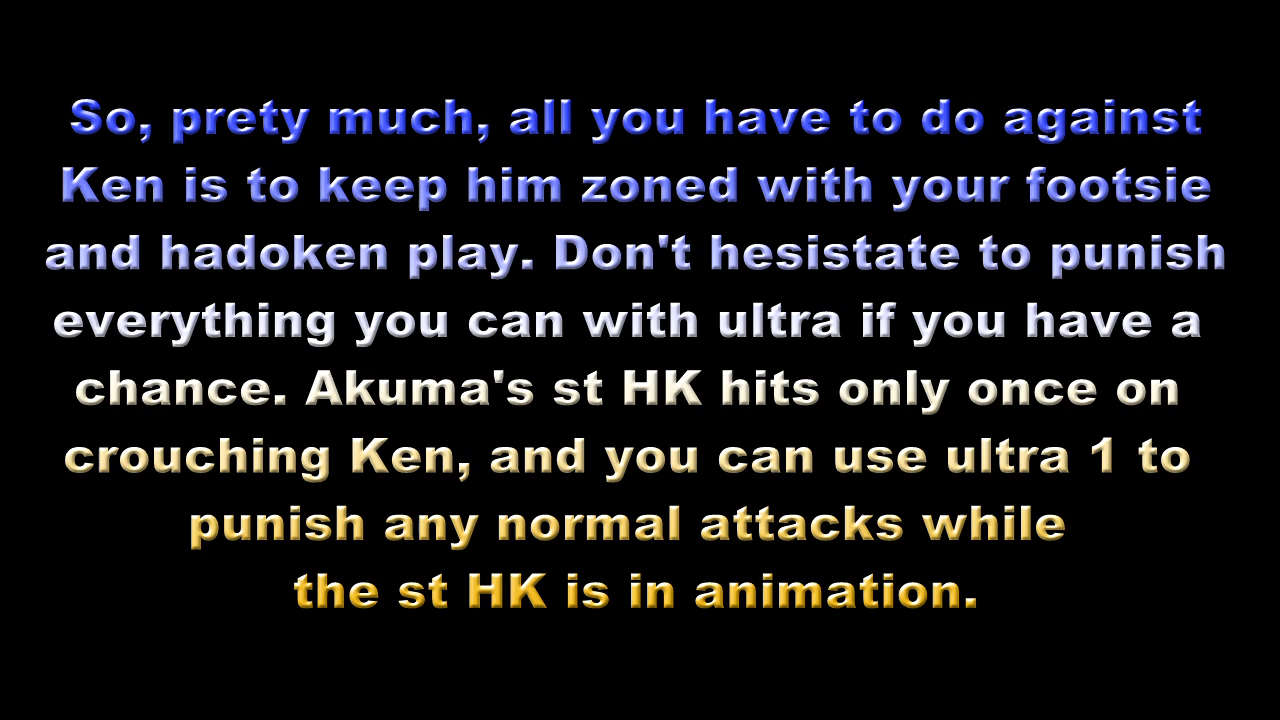 So, prety much, all you have to do against
Ken is to keep him zoned with your footsie
and hadoken play. Don't hesistate to punish
everything you can with ultra if you have a
chance. Akuma's st HK hits only once on
crouching Ken, and you can use ultra 1 to
punish any normal attacks while
the st HK is in animation.